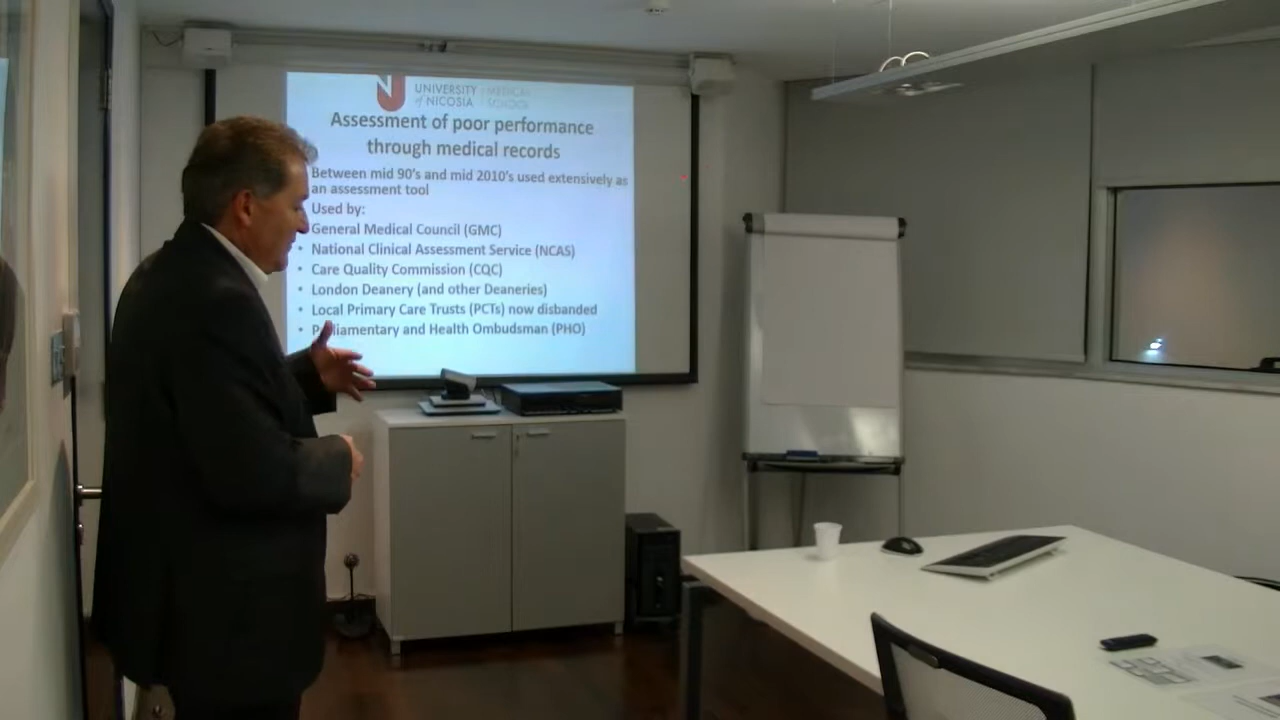 UNIVERSITY MEDICAL
of NICOSIA SCHOOL
Assessment of poor performance
through medical records
Between mid 90's and mid 2010's used extensively as
an assessment tool
Used by:
General Medical Council (GMC)
• National Clinical Assessment Service (NCAS)
• Care Quality Commission (CQC)
• London Deanery (and other Deaneries)
• Local Primary Care Trusts (PCTs) now disbanded
• and Health Ombudsman (PHO)